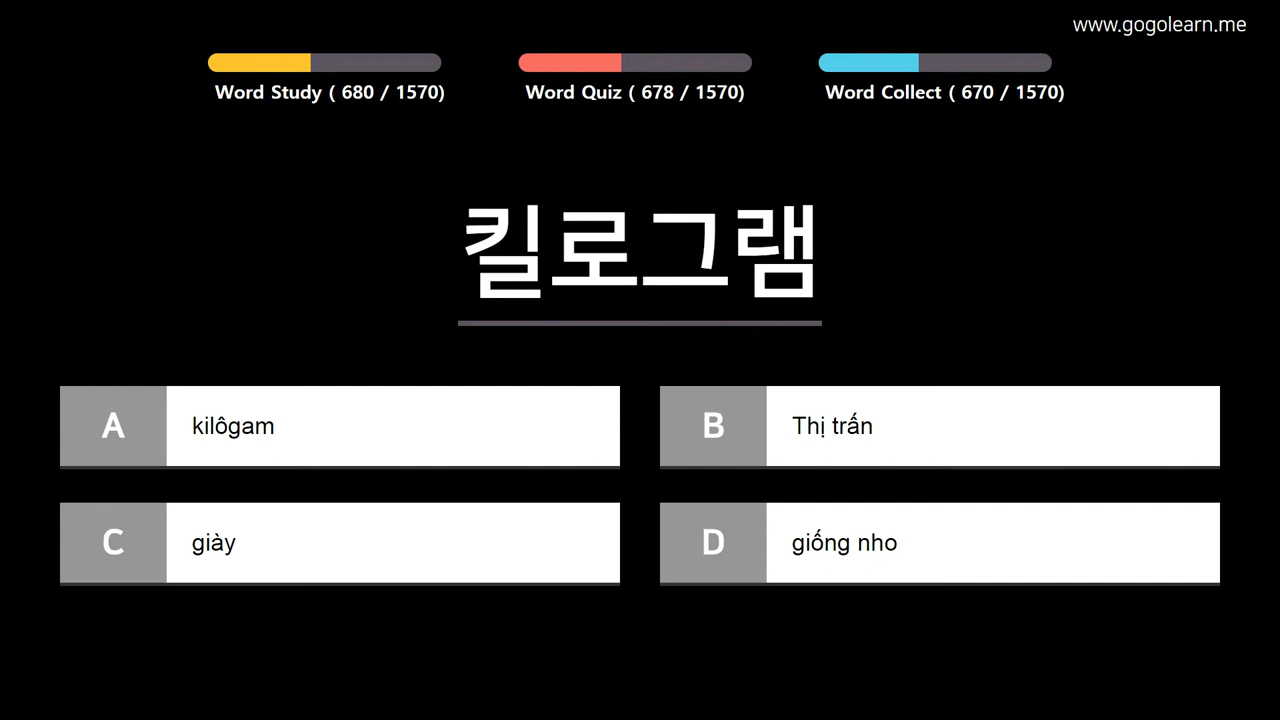 www.gogolearn.me
Word Study ( 680 / 1570)
Word Quiz ( 678 / 1570)
Word Collect ( 670 / 1570)
킬로그램
A
kilôgam
B
Thị trấn
C
giày
D
giống nho